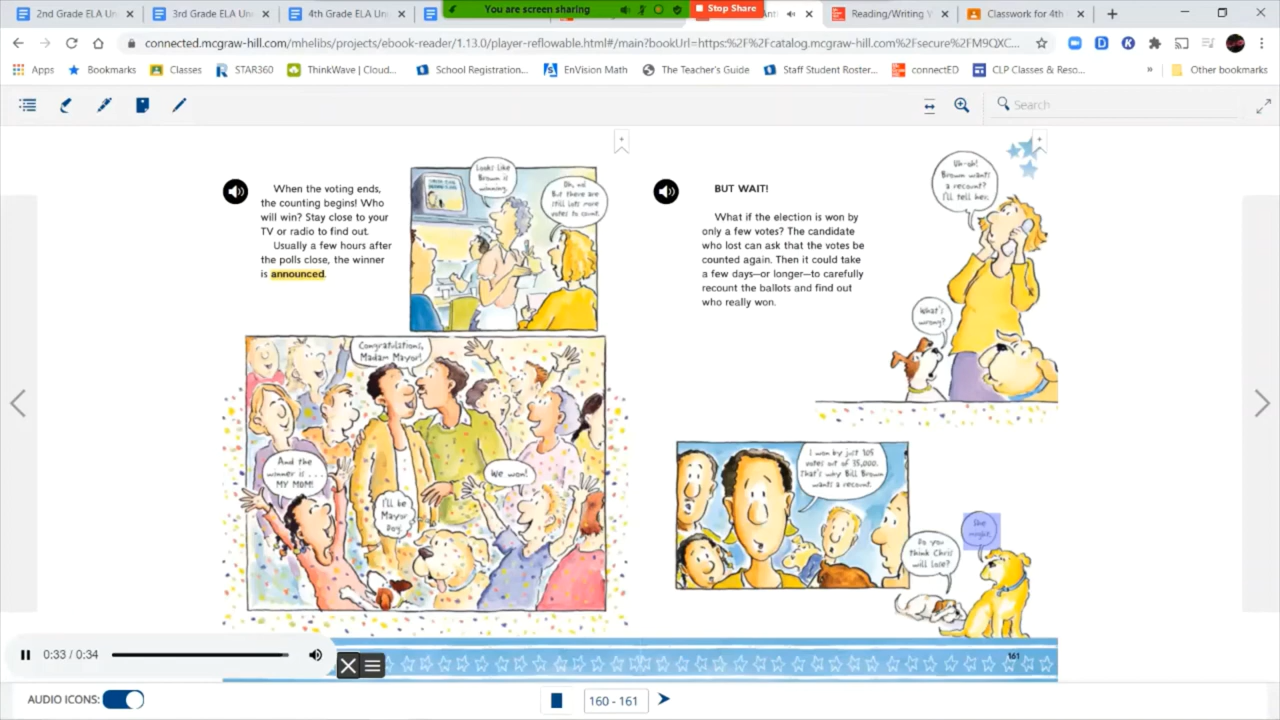 2nd Grade ELA Un
3rd Grade ELA Un
4th Grade ELA Un
You are screen sharing
Stop Share
Reading/Writing
Classwork for 4th
connected.mcgraw-hill.com/mhelibs/projects/ebook-reader/1.13.0/player-reflowable.html#/main?bookUrl=https:%2F%2Fcatalog.mcgraw-hill.com%2Fsecure%2FM9QXC...
Apps
Bookmarks
Classes
STAR360
ThinkWave | Cloud...
School Registration...
EnVision Math
The Teacher's Guide
Staff Student Roster...
connectED
CLP Classes & Reso...
»
Other bookmarks
Search
When the voting ends,
the counting begins! Who
will win? Stay close to your
TV or radio to find out.
Usually a few hours after
the polls close, the winner
is announced.
Looks like
Brown is
winning.
Oh, no!
But there are
still lots more
votes to count.
Congratulations,
Madam Mayor!
And the
winner is . . .
MY MOM!
I'll be
Mayor
Dog!
We won!
BUT WAIT!
What if the election is won by
only a few votes? The candidate
who lost can ask that the votes be
counted again. Then it could take
a few days—or longer—to carefully
recount the ballots and find out
who really won.
Uh-oh!
Brown wants
a recount?
I'll tell her.
What's
wrong?
I won by just 105
votes out of 35,000.
That's why Bill Brown
wants a recount.
Do you
think Chris
will lose?
She
might.
161
0:33 / 0:34
AUDIO ICONS:
160 - 161